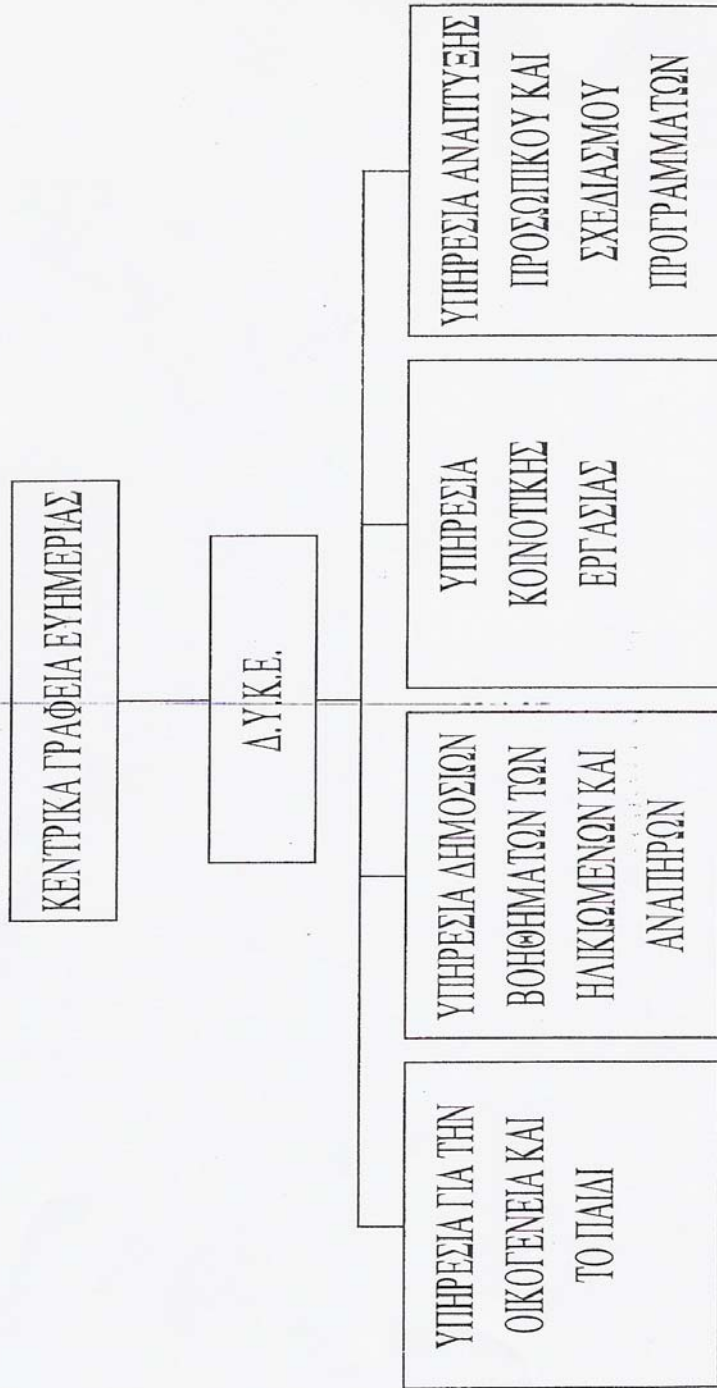 ΚΕΝΤΡΙΚΑ ΓΡΑΦΕΙΑ ΕΥΗΜΕΡΙΑΣ
Δ.Υ.Κ.Ε.
ΥΠΗΡΕΣΙΑ ΓΙΑ ΤΗΝ
ΟΙΚΟΓΕΝΕΙΑ ΚΑΙ
ΤΟ ΠΑΙΔΙ
ΥΠΗΡΕΣΙΑ ΔΗΜΟΣΙΩΝ
ΒΟΗΘΗΜΑΤΩΝ ΤΩΝ
ΗΛΙΚΙΩΜΕΝΩΝ ΚΑΙ
ΑΝΑΠΗΡΩΝ
ΥΠΗΡΕΣΙΑ
ΚΟΙΝΟΤΙΚΗΣ
ΕΡΓΑΣΙΑΣ
ΥΠΗΡΕΣΙΑ ΑΝΑΠΤΥΞΗΣ
ΠΡΟΣΩΠΙΚΟΥ ΚΑΙ
ΣΧΕΔΙΑΣΜΟΥ
ΠΡΟΓΡΑΜΜΑΤΩΝ